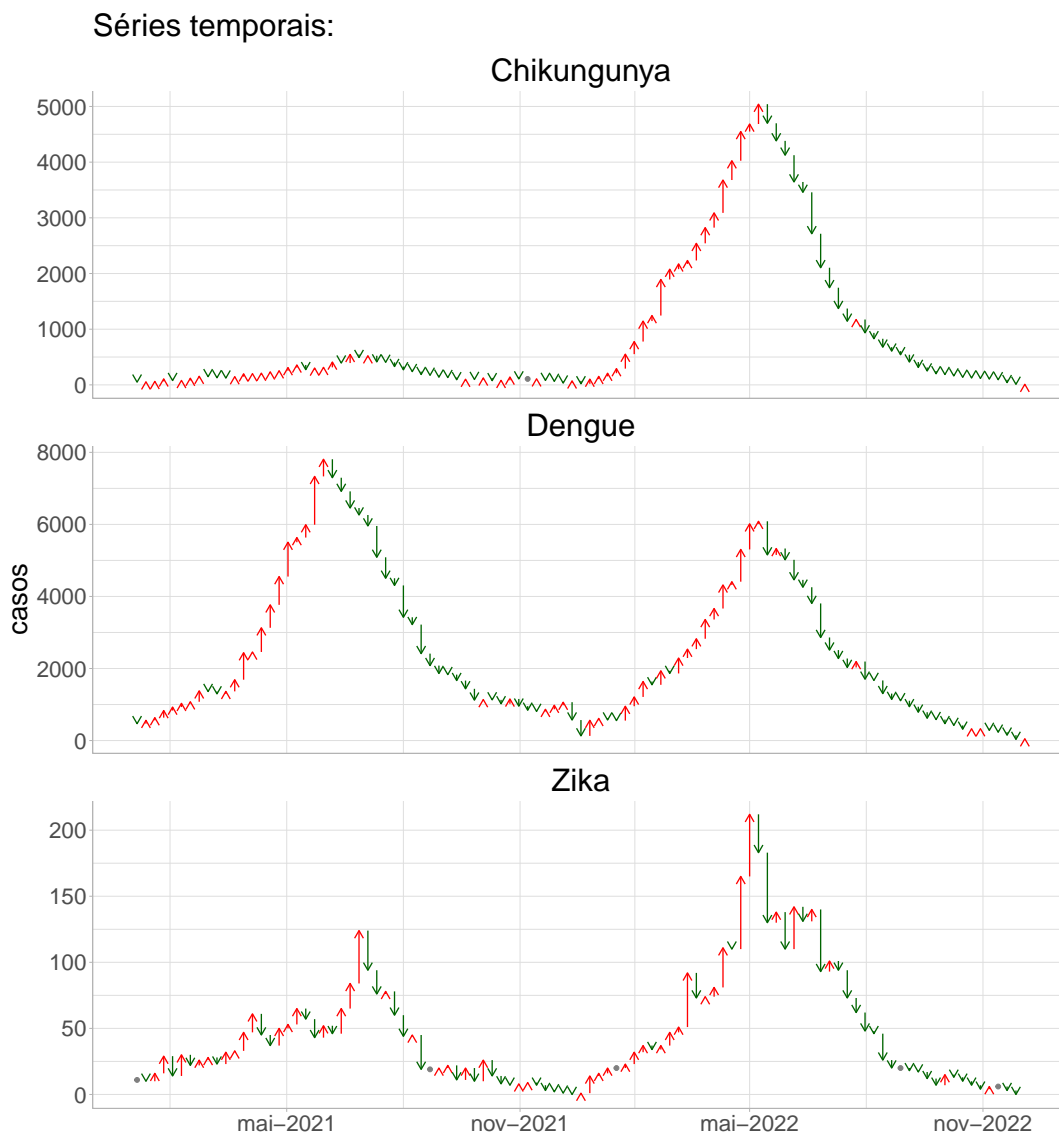 Séries temporais:
Chikungunya
5000
4000
3000
2000
1000
0
Dengue
8000
6000
4000
2000
0
casos
Zika
200
150
100
50
0
mai−2021 nov−2021 mai−2022 nov−2022